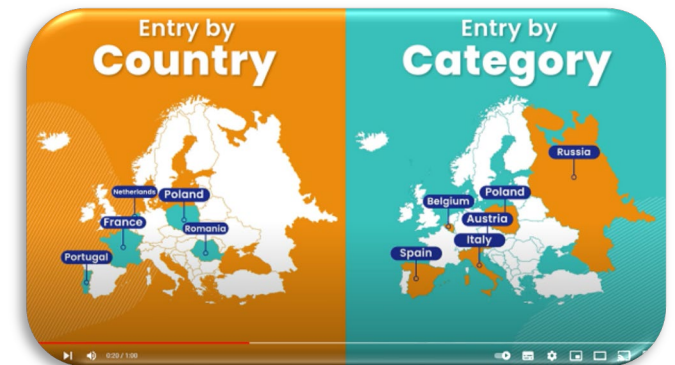 Entry by
Country
Netherlands
Poland
France
Romania
Portugal
Entry by
Category
Russia
Belgium
Poland
Austria
Italy
Spain
0:20 / 1:00